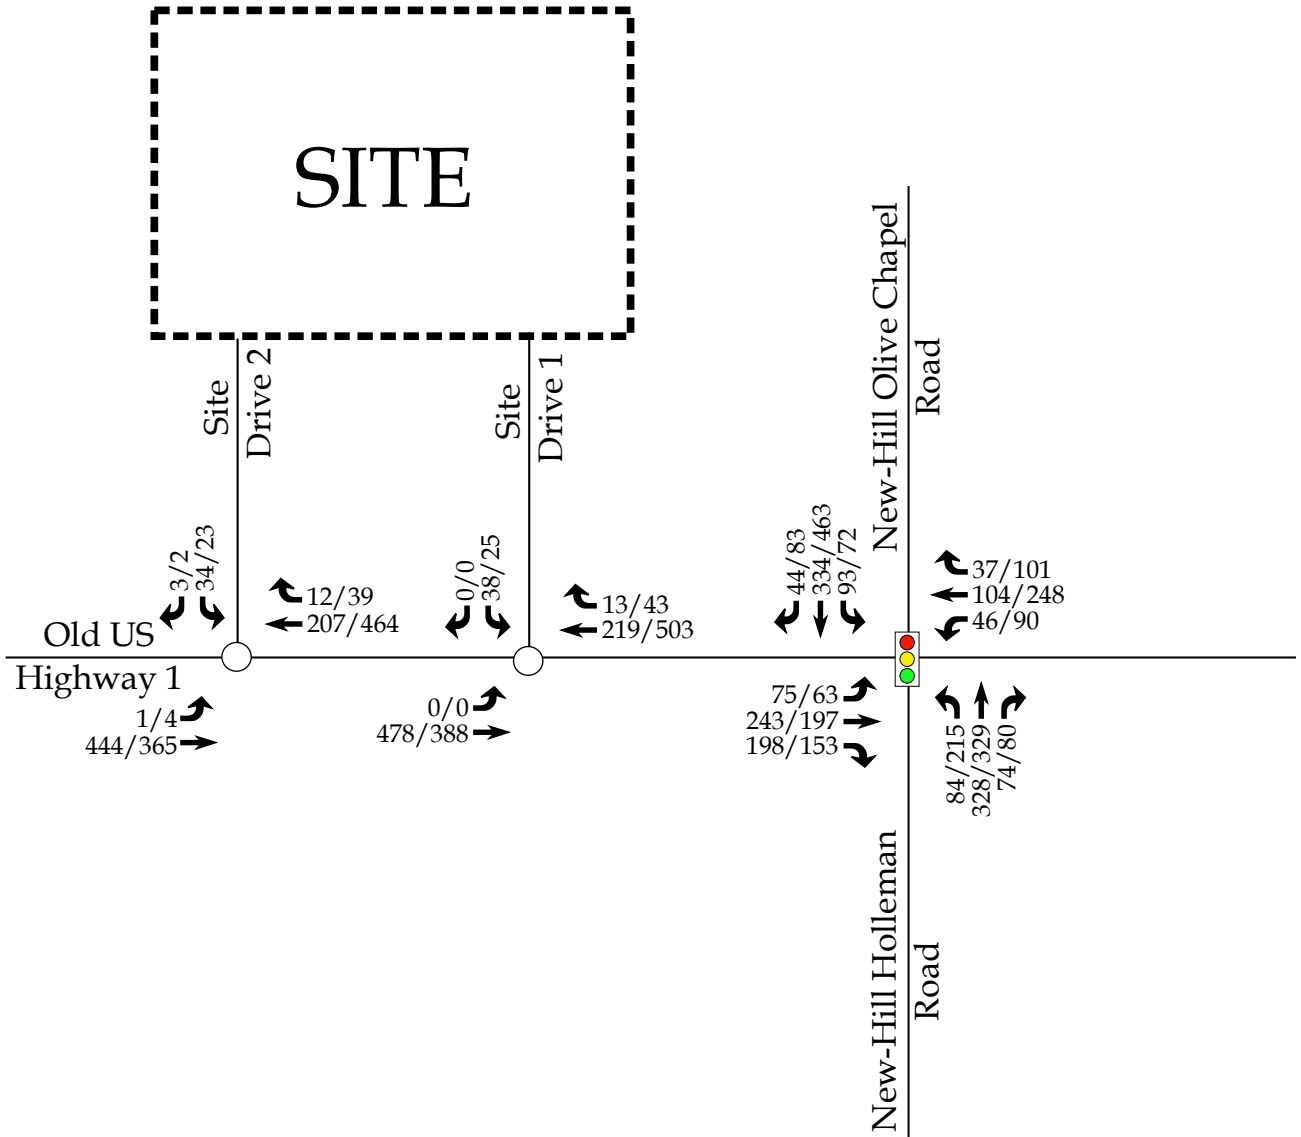 SITE
Site
Drive 2
Site
Drive 1
New-Hill Olive Chapel
Road
3/2
34/23
12/39
207/464
0/0
38/25
13/43
219/503
44/83
334/463
93/72
37/101
104/248
46/90
Old US
Highway 1
1/4
444/365
0/0
478/388
75/63
243/197
198/153
84/215
328/329
74/80
New-Hill Holleman
Road